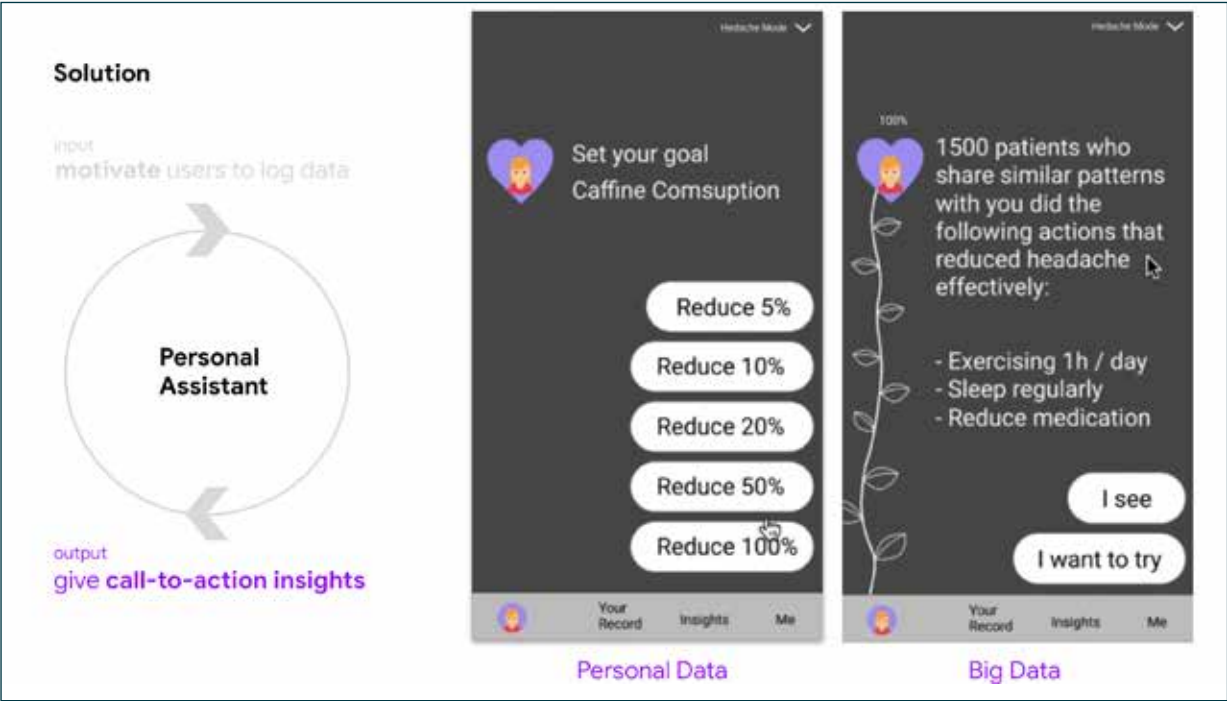 Solution
input
motivate users to log data
Personal
Assistant
output
give call-to-action insights
Hedache Mode
Set your goal
Caffine Comsuption
Reduce 5%
Reduce 10%
Reduce 20%
Reduce 50%
Reduce 100%
Your
Record
Insights
Me
Personal Data
Hedache Mode
100%
1500 patients who
share similar patterns
with you did the
following actions that
reduced headache
effectively:
- Exercising 1h / day
- Sleep regularly
- Reduce medication
I see
I want to try
Your
Record
Insights
Me
Big Data